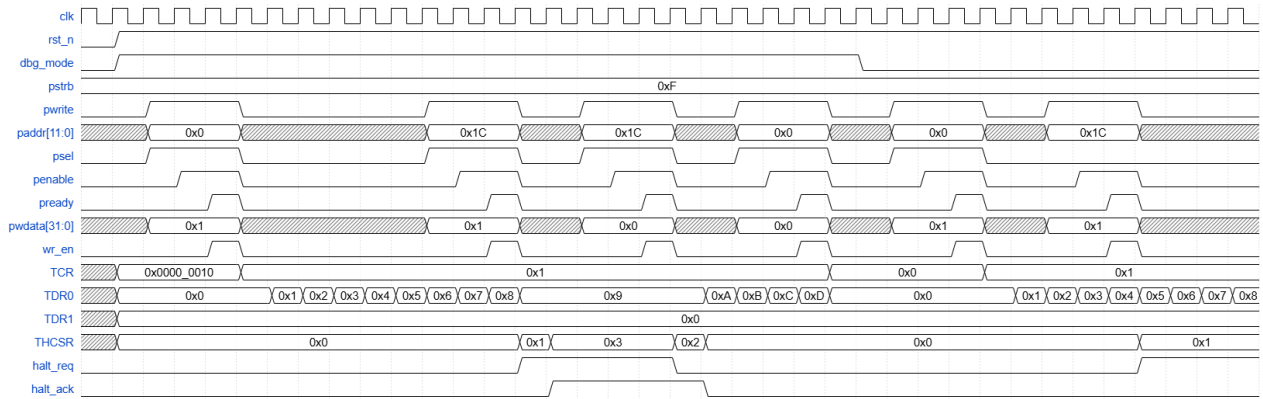 clk
rst_n
dbg_mode
pstrb 0xF
pwrite
paddr[11:0] 0x0 0x1C 0x1C 0x0 0x0 0x1C
psel
penable
pready
pwdata[31:0] 0x1 0x1 0x0 0x0 0x1 0x1
wr_en
TCR 0x0000_0010 0x1 0x0 0x1
TDR0 0x0 0x1 0x2 0x3 0x4 0x5 0x6 0x7 0x8 0x9 0xA 0xB 0xC 0xD 0x0 0x1 0x2 0x3 0x4 0x5 0x6 0x7 0x8
TDR1 0x0
THCSR 0x0 0x1 0x3 0x2 0x0 0x1
halt_req
halt_ack